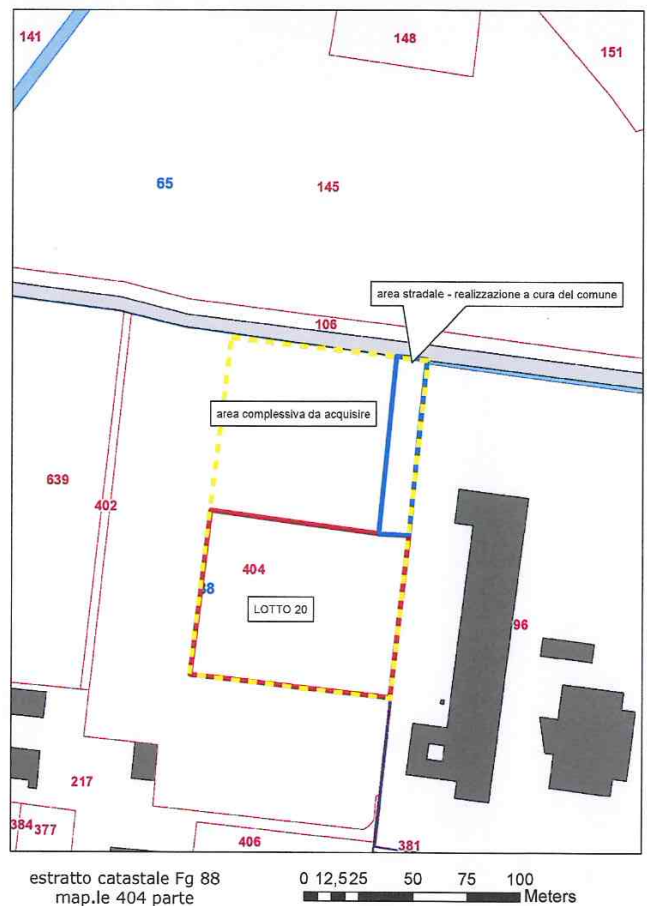 141
148
151
65
145
area stradale - realizzazione a cura del comune
106
area complessiva da acquisire
639
402
404
88
LOTTO 20
96
217
384 377
406
381
estratto catastale Fg 88
map.le 404 parte
0 12,525 50 75 100
Meters